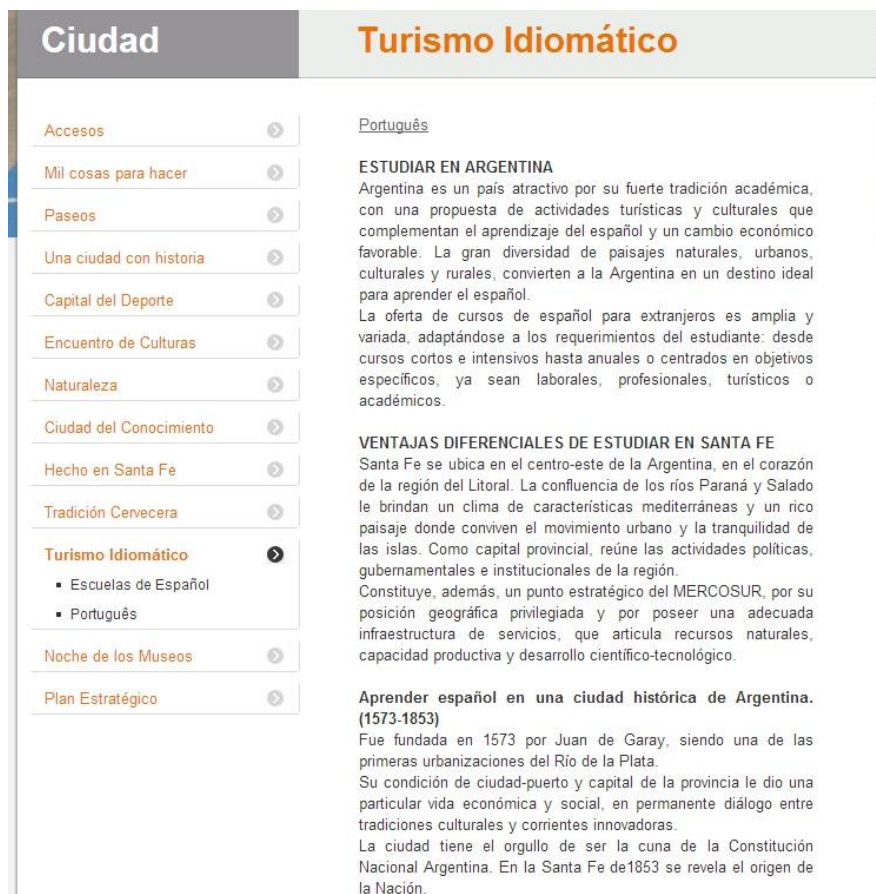 Ciudad
Turismo Idiomático
Accesos
Mil cosas para hacer
Paseos
Una ciudad con historia
Capital del Deporte
Encuentro de Culturas
Naturaleza
Ciudad del Conocimiento
Hecho en Santa Fe
Tradición Cervecera
Turismo Idiomático
Escuelas de Español
Português
Noche de los Museos
Plan Estratégico
Português
ESTUDIAR EN ARGENTINA
Argentina es un país atractivo por su fuerte tradición académica,
con una propuesta de actividades turísticas y culturales que
complementan el aprendizaje del español y un cambio económico
favorable. La gran diversidad de paisajes naturales, urbanos,
culturales y rurales, convierten a la Argentina en un destino ideal
para aprender el español.
La oferta de cursos de español para extranjeros es amplia y
variada, adaptándose a los requerimientos del estudiante: desde
cursos cortos e intensivos hasta anuales o centrados en objetivos
específicos, ya sean laborales, profesionales, turísticos o
académicos.
VENTAJAS DIFERENCIALES DE ESTUDIAR EN SANTA FE
Santa Fe se ubica en el centro-este de la Argentina, en el corazón
de la región del Litoral. La confluencia de los ríos Paraná y Salado
le brindan un clima de características mediterráneas y un rico
paisaje donde conviven el movimiento urbano y la tranquilidad de
las islas. Como capital provincial, reúne las actividades políticas,
gubernamentales e institucionales de la región.
Constituye, además, un punto estratégico del MERCOSUR, por su
posición geográfica privilegiada y por poseer una adecuada
infraestructura de servicios, que articula recursos naturales,
capacidad productiva y desarrollo científico-tecnológico.
Aprender español en una ciudad histórica de Argentina.
(1573-1853)
Fue fundada en 1573 por Juan de Garay, siendo una de las
primeras urbanizaciones del Río de la Plata.
Su condición de ciudad-puerto y capital de la provincia le dio una
particular vida económica y social, en permanente diálogo entre
tradiciones culturales y corrientes innovadoras.
La ciudad tiene el orgullo de ser la cuna de la Constitución
Nacional Argentina. En la Santa Fe de1853 se revela el origen de
la Nación.